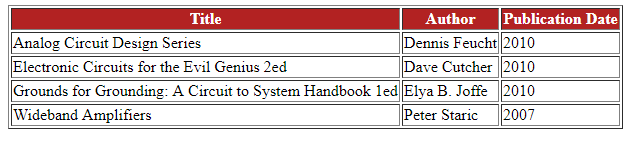 Title Author Publication Date
Analog Circuit Design Series Dennis Feucht 2010
Electronic Circuits for the Evil Genius 2ed Dave Cutcher 2010
Grounds for Grounding: A Circuit to System Handbook 1ed Elya B. Joffe 2010
Wideband Amplifiers Peter Staric 2007